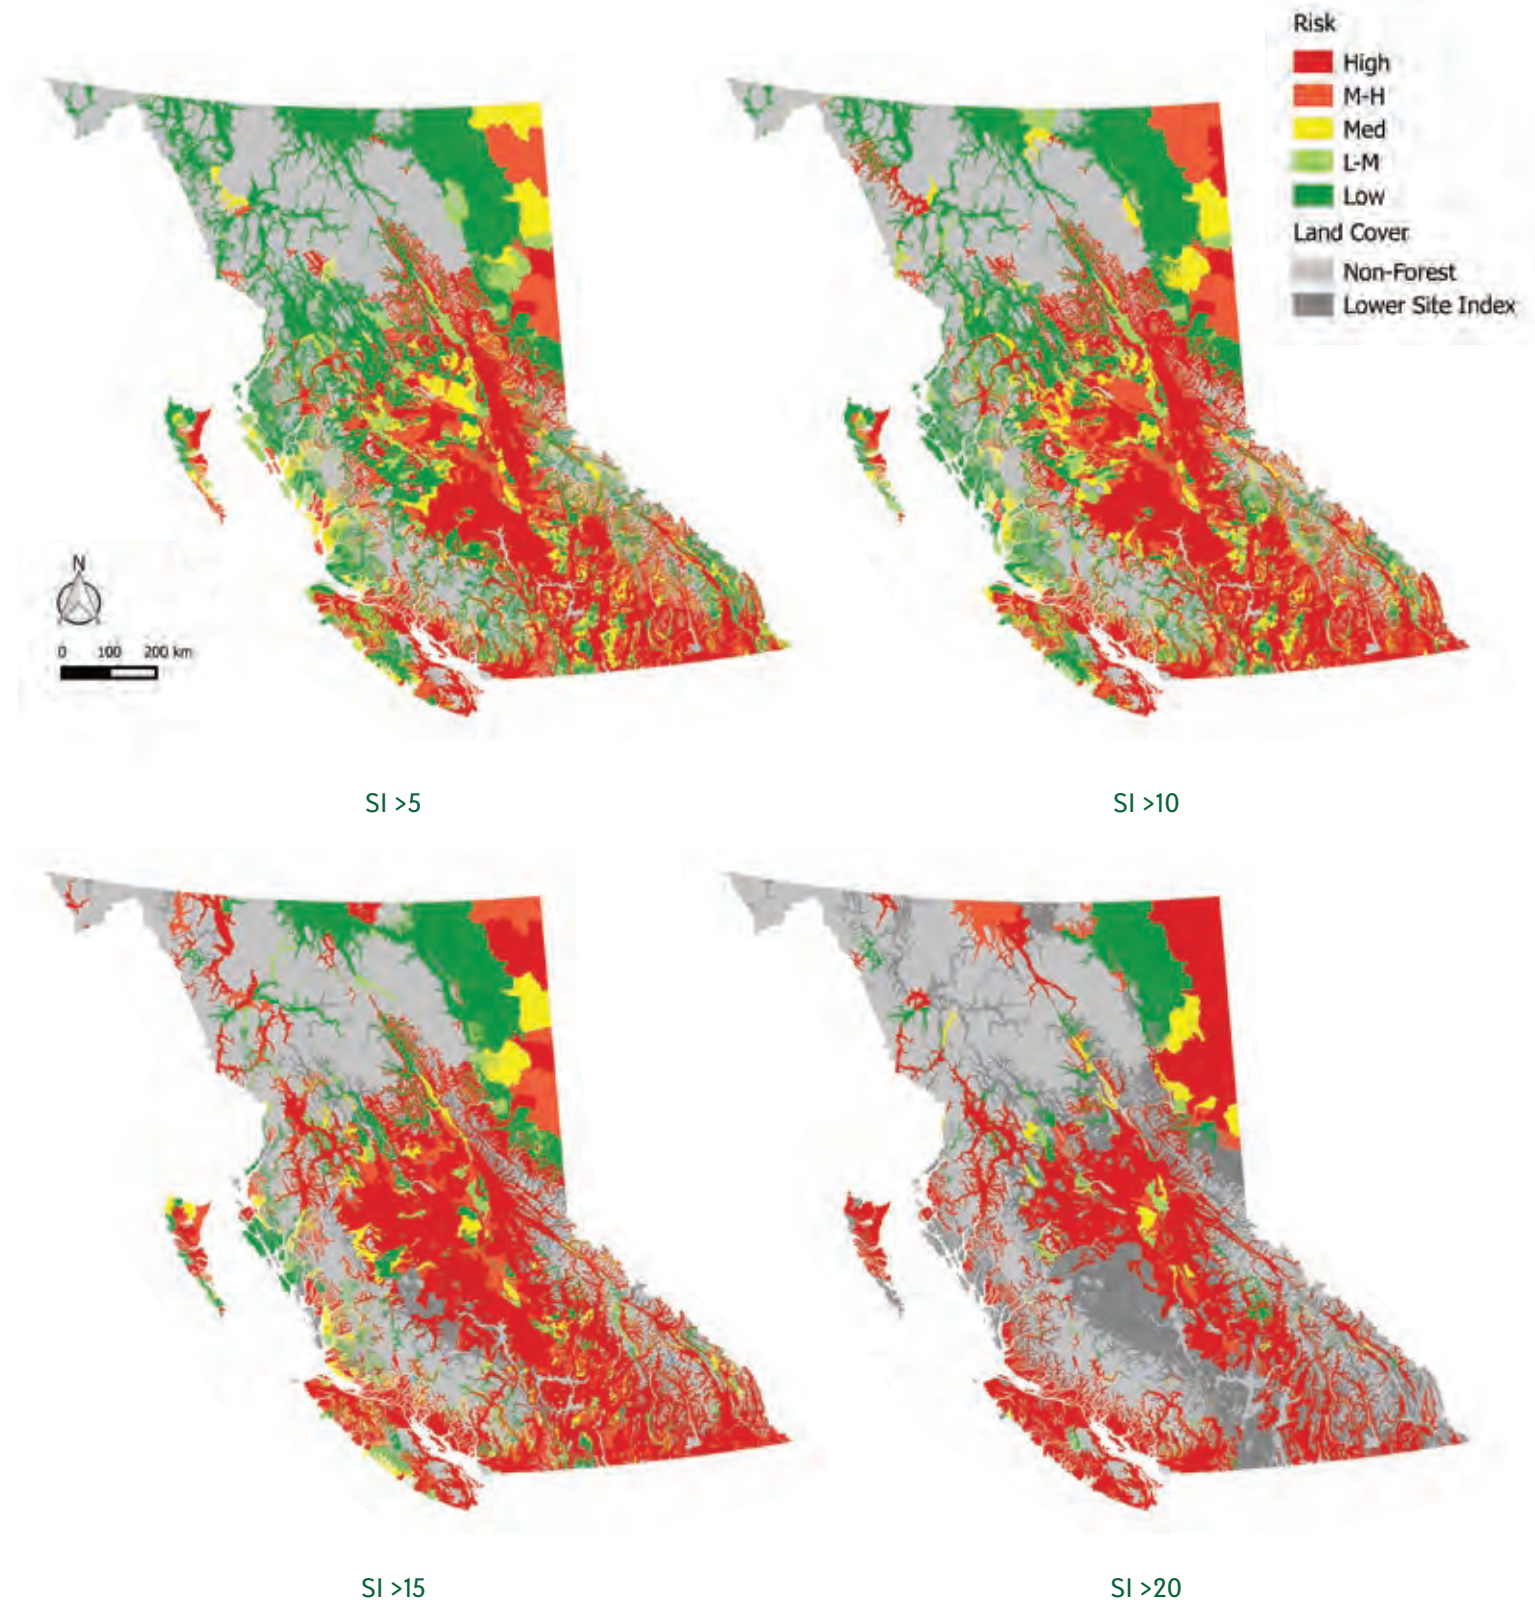 Risk
High
M-H
Med
L-M
Low
Land Cover
Non-Forest
Lower Site Index
N
0 100 200 km
SI >5
SI >10
SI >15
SI >20